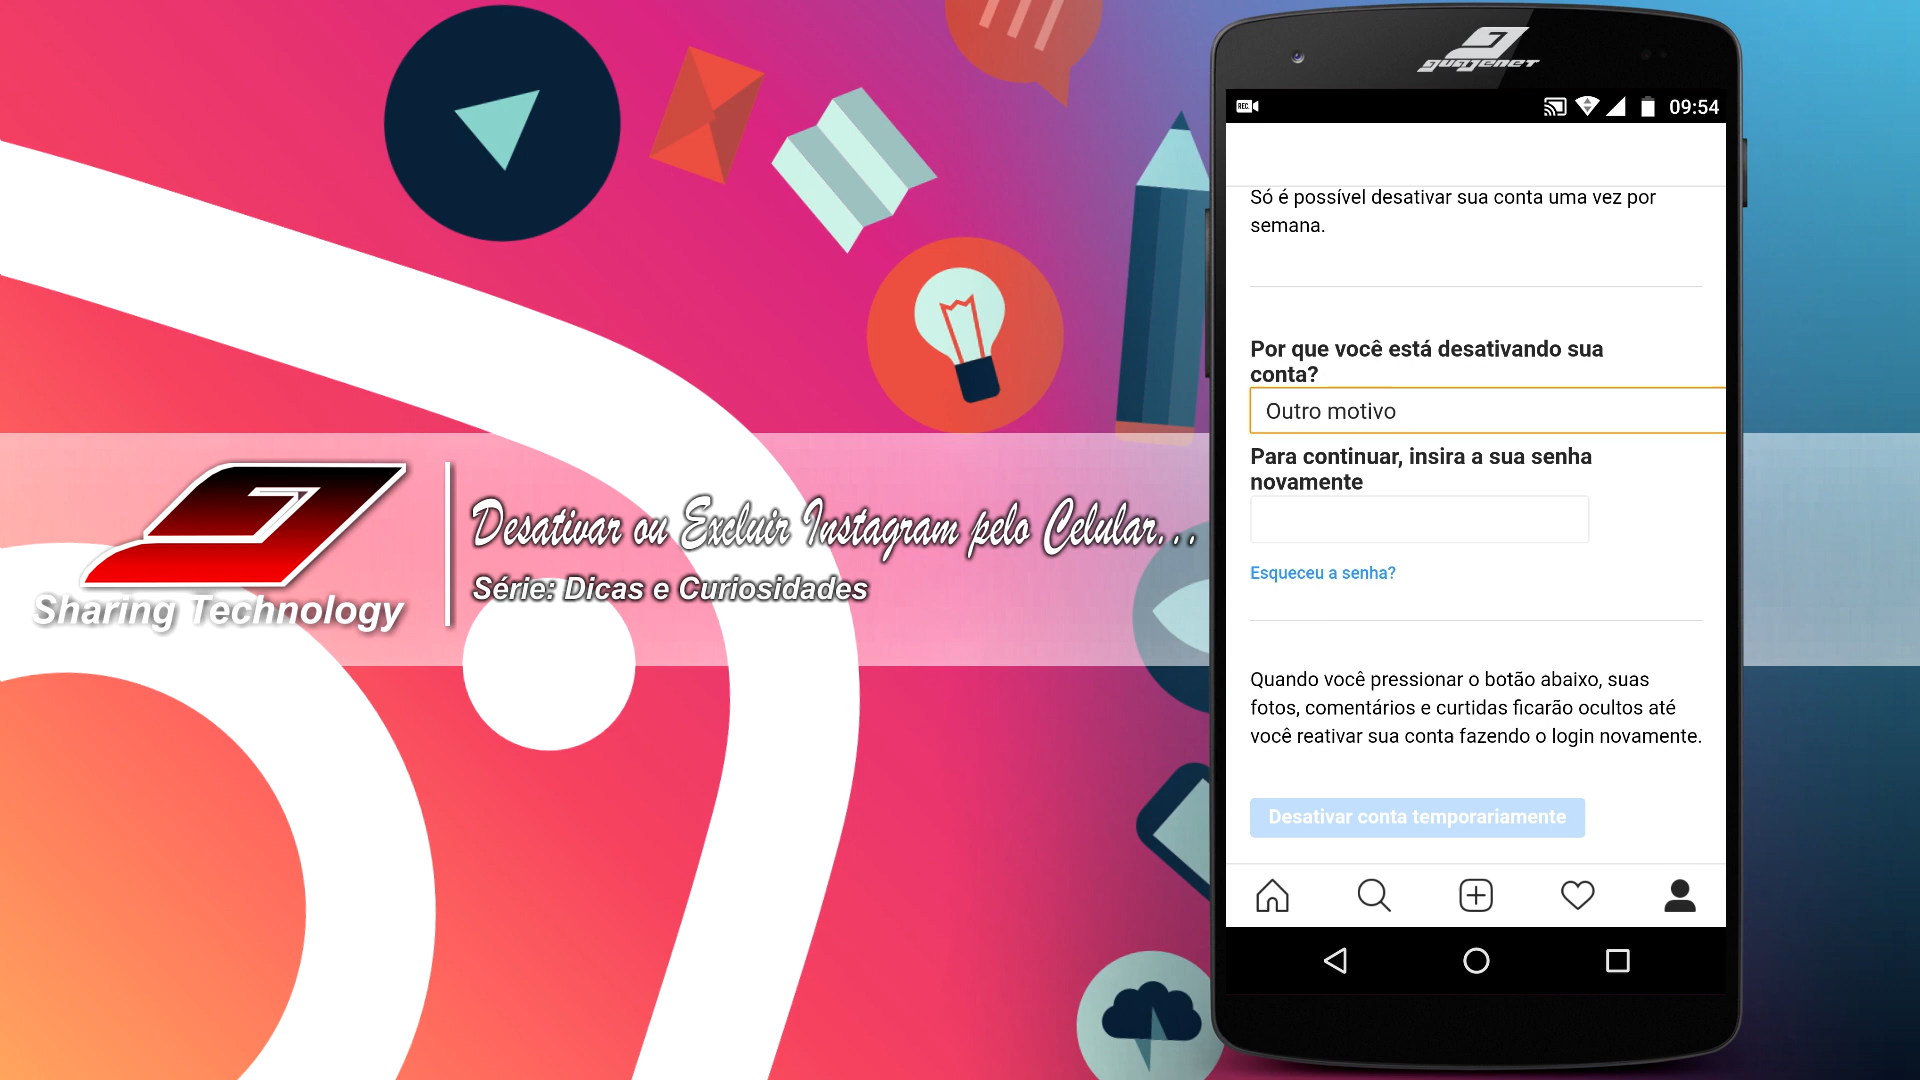 Sharing Technology
Desativar ou Excluir Instagram pelo Celular...
Série: Dicas e Curiosidades
guajenet
REC.
09:54
Só é possível desativar sua conta uma vez por
semana.
Por que você está desativando sua
conta?
Outro motivo
Para continuar, insira a sua senha
novamente
Esqueceu a senha?
Quando você pressionar o botão abaixo, suas
fotos, comentários e curtidas ficarão ocultos até
você reativar sua conta fazendo o login novamente.
Desativar conta temporariamente